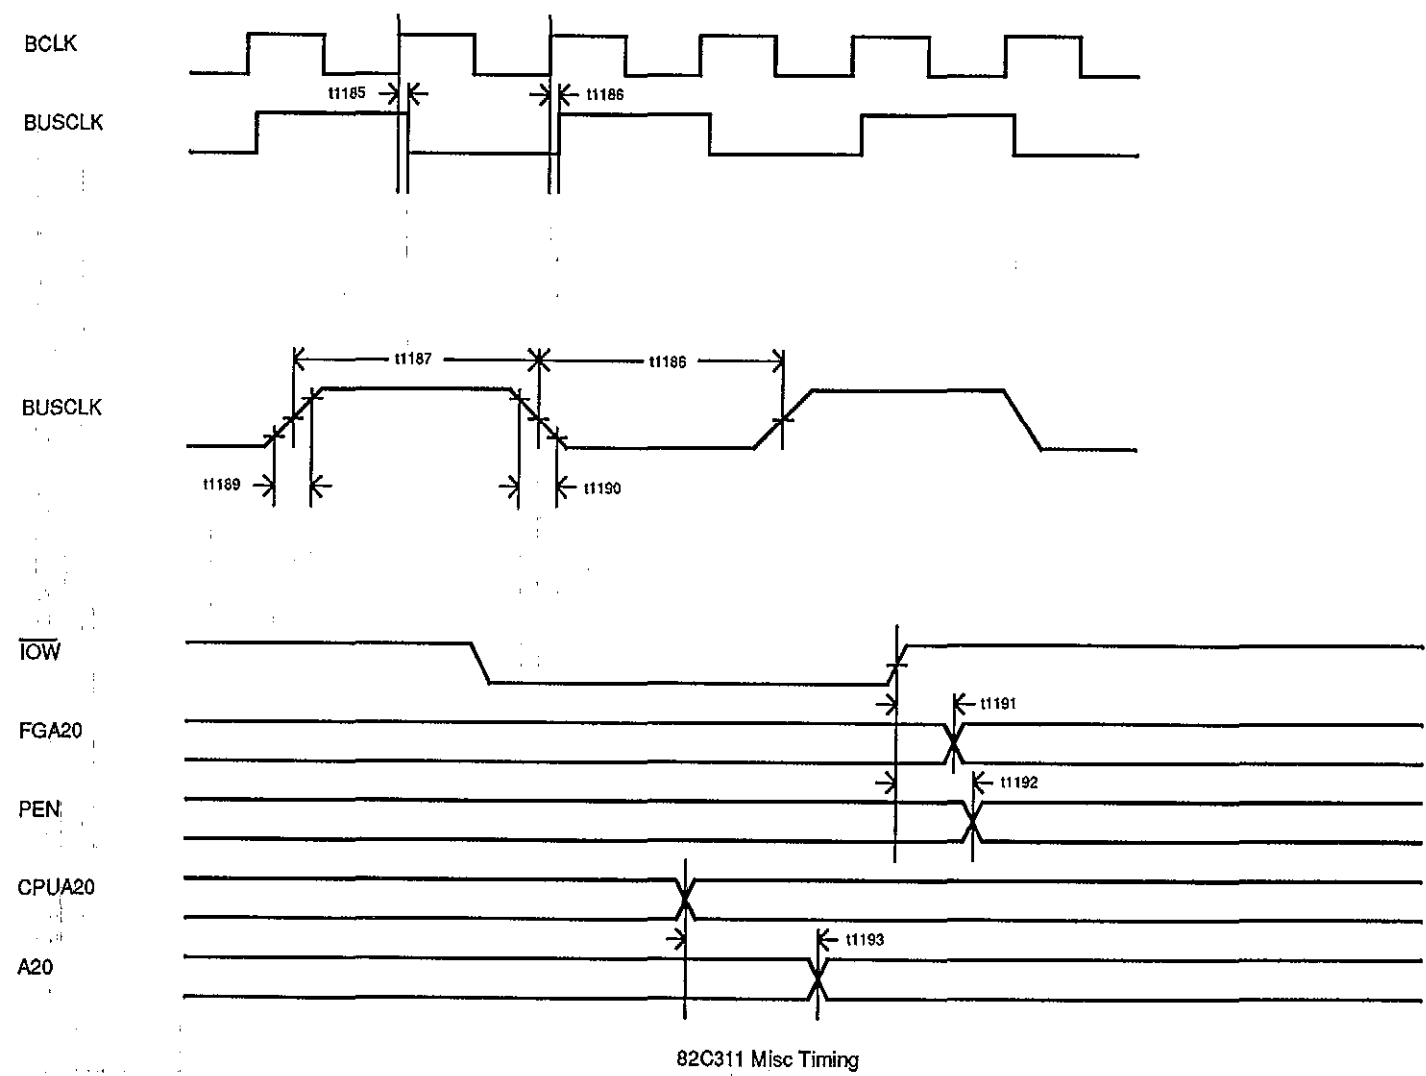 BCLK
t1185
t1186
BUSCLK
t1187
t1186
BUSCLK
t1189
t1190
IOW
t1191
FGA20
t1192
PEN
CPUA20
t1193
A20
82C311 Misc Timing